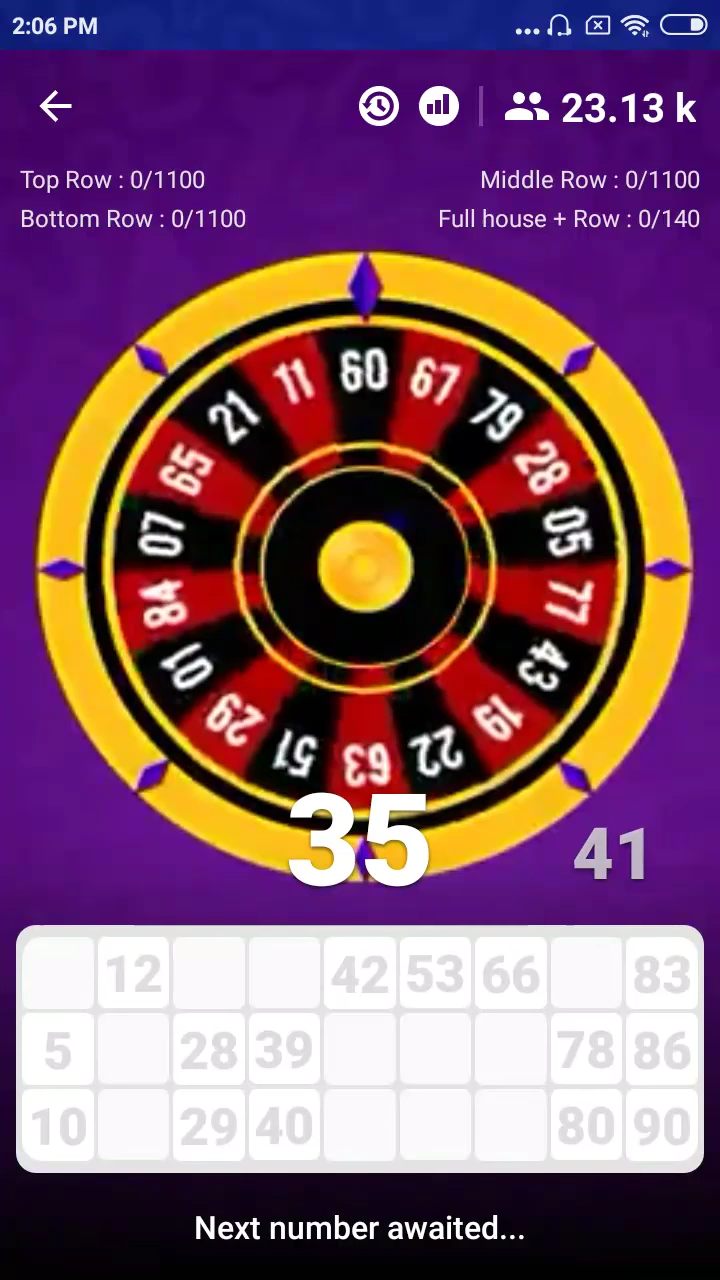 2:06 PM
23.13 k
Top Row : 0/1100 Middle Row : 0/1100
Bottom Row : 0/1100 Full house + Row : 0/140
60 67 79 28 05 77 43 19 22 63 51 29 01 84 07 65 21 11
35 41
12 42 53 66 83
5 28 39 78 86
10 29 40 80 90
Next number awaited...